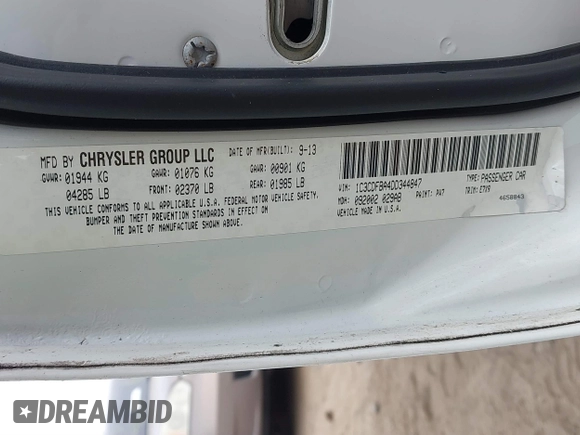 MFD BY CHRYSLER GROUP LLC DATE OF MFR(BUILT): 9-13
GVWR: 01944 KG GAWR: 01076 KG GAWR: 00901 KG
04285 LB FRONT: 02370 LB REAR: 01985 LB
THIS VEHICLE CONFORMS TO ALL APPLICABLE U.S.A. FEDERAL MOTOR VEHICLE SAFETY,
BUMPER AND THEFT PREVENTION STANDARDS IN EFFECT ON
THE DATE OF MANUFACTURE SHOWN ABOVE.
VIN: 1C3CDFBA4DD344847 TYPE: PASSENGER CAR
MDH: 092002 029AB PAINT: PW7 TRIM:
VEHICLE MADE IN U.S.A. 4658843
DREAMBID